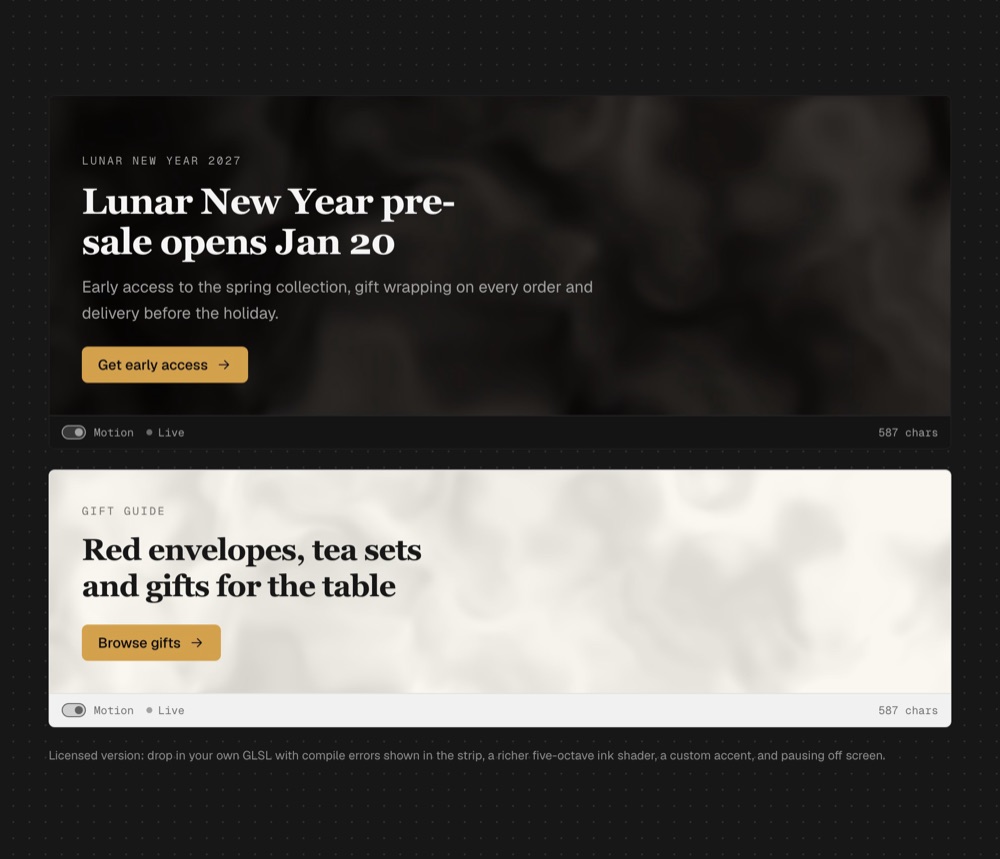 LUNAR NEW YEAR 2027
Lunar New Year pre-
sale opens Jan 20
Early access to the spring collection, gift wrapping on every order and
delivery before the holiday.
Get early access →
Motion Live 587 chars
GIFT GUIDE
Red envelopes, tea sets
and gifts for the table
Browse gifts →
Motion Live 587 chars
Licensed version: drop in your own GLSL with compile errors shown in the strip, a richer five-octave ink shader, a custom accent, and pausing off screen.